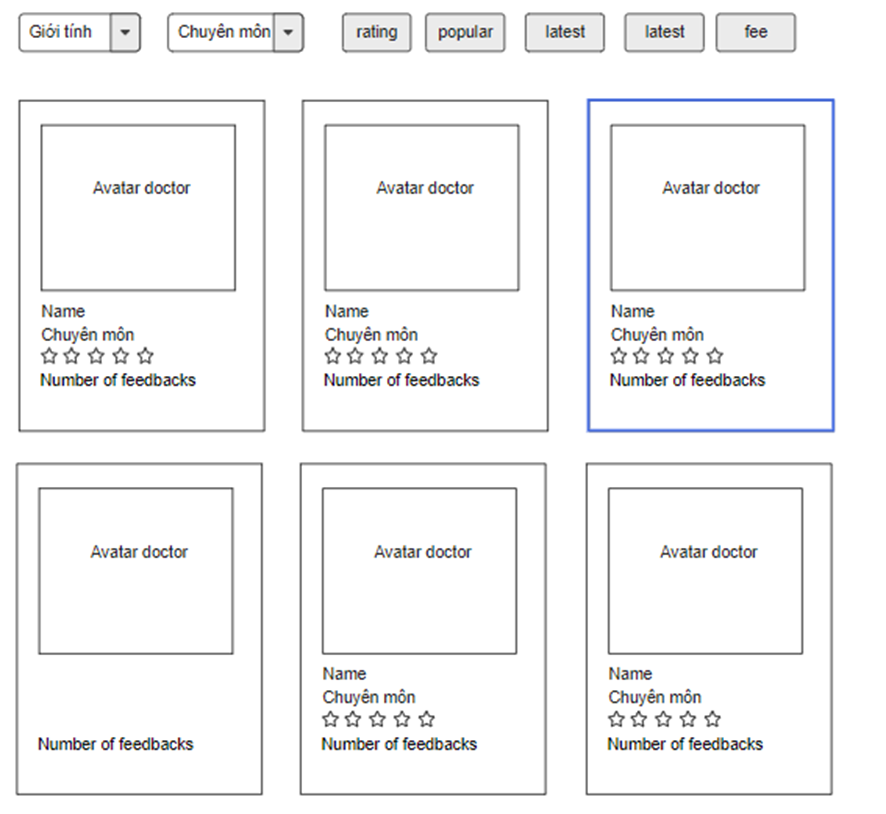 Giới tính Chuyên môn rating popular latest latest fee
Avatar doctor Avatar doctor Avatar doctor
Name Name Name
Chuyên môn Chuyên môn Chuyên môn
Number of feedbacks Number of feedbacks Number of feedbacks
Avatar doctor Avatar doctor Avatar doctor
Name Name
Chuyên môn Chuyên môn
Number of feedbacks Number of feedbacks Number of feedbacks